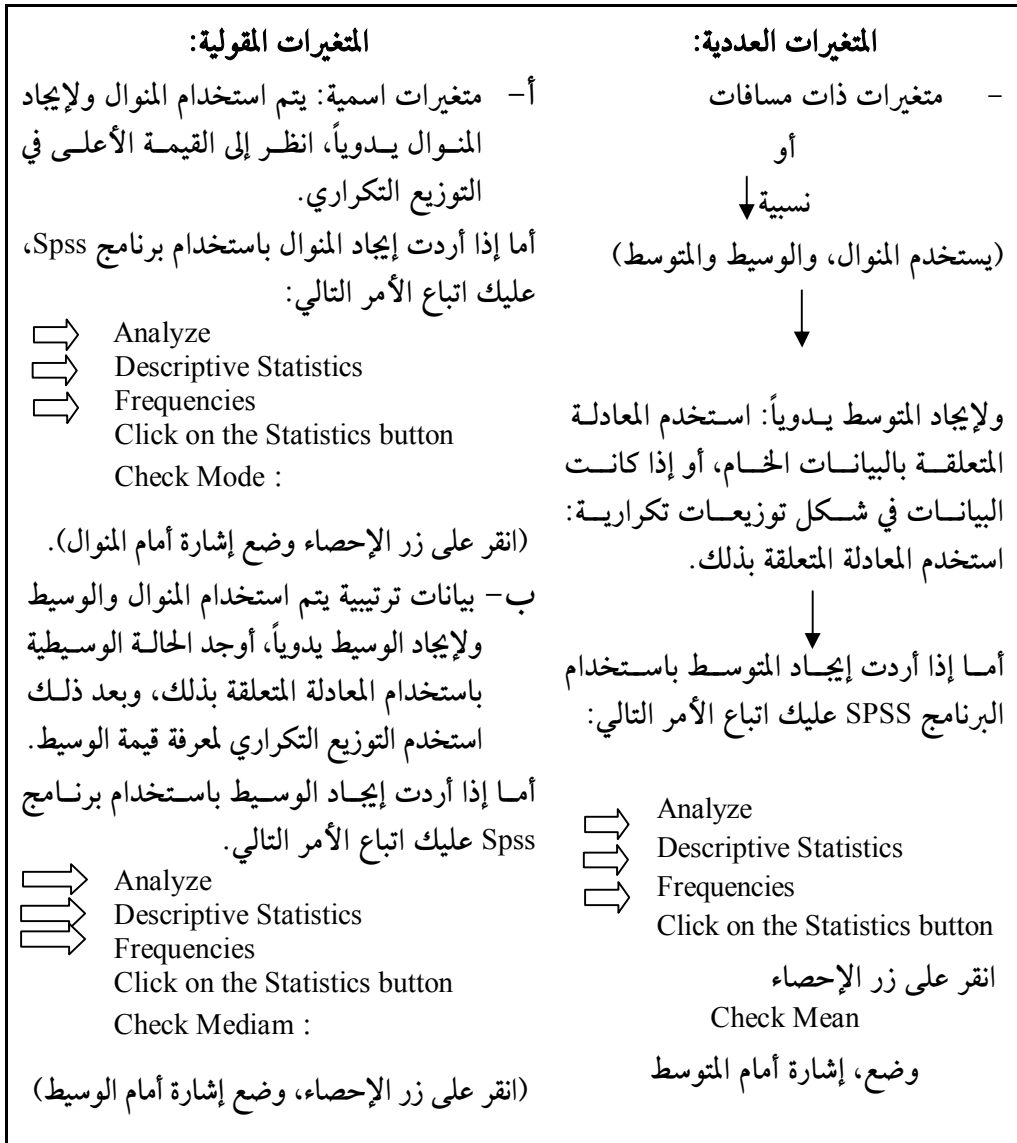 المتغيرات العددية:
- متغيرات ذات مسافات
أو
نسبية
(يستخدم المنوال، والوسيط والمتوسط)
ولإيجاد المتوسط يدوياً: استخدم المعادلة
المتعلقة بالبيانات الخام، أو إذا كانت
البيانات في شكل توزيعات تكرارية:
استخدم المعادلة المتعلقة بذلك.
أما إذا أردت إيجاد المتوسط باستخدام
البرنامج SPSS عليك اتباع الأمر التالي:
Analyze
Descriptive Statistics
Frequencies
Click on the Statistics button
انقر على زر الإحصاء
Check Mean
وضع، إشارة أمام المتوسط
المتغيرات المقولية:
أ- متغيرات اسمية: يتم استخدام المنوال ولإيجاد
المنوال يدوياً، انظر إلى القيمة الأعلى في
التوزيع التكراري.
أما إذا أردت إيجاد المنوال باستخدام برنامج Spss،
عليك اتباع الأمر التالي:
Analyze
Descriptive Statistics
Frequencies
Click on the Statistics button
Check Mode :
(انقر على زر الإحصاء وضع إشارة أمام المنوال).
ب- بيانات ترتيبية يتم استخدام المنوال والوسيط
ولإيجاد الوسيط يدوياً، أوجد الحالة الوسيطية
باستخدام المعادلة المتعلقة بذلك، وبعد ذلك
استخدم التوزيع التكراري لمعرفة قيمة الوسيط.
أما إذا أردت إيجاد الوسيط باستخدام برنامج
Spss عليك اتباع الأمر التالي.
Analyze
Descriptive Statistics
Frequencies
Click on the Statistics button
Check Mediam :
(انقر على زر الإحصاء، وضع إشارة أمام الوسيط)